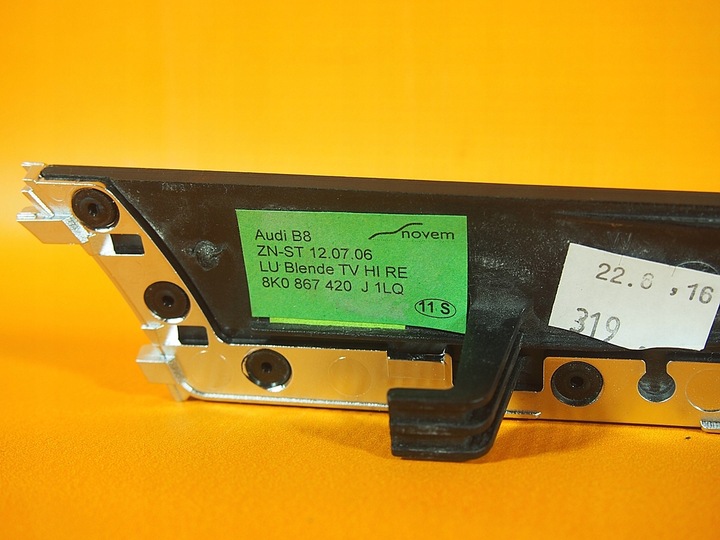 Audi B8
novem
ZN-ST 12.07.06
LU Blende TV HI RE
8K0 867 420 J 1LQ
11 S
22.6 , 16
319